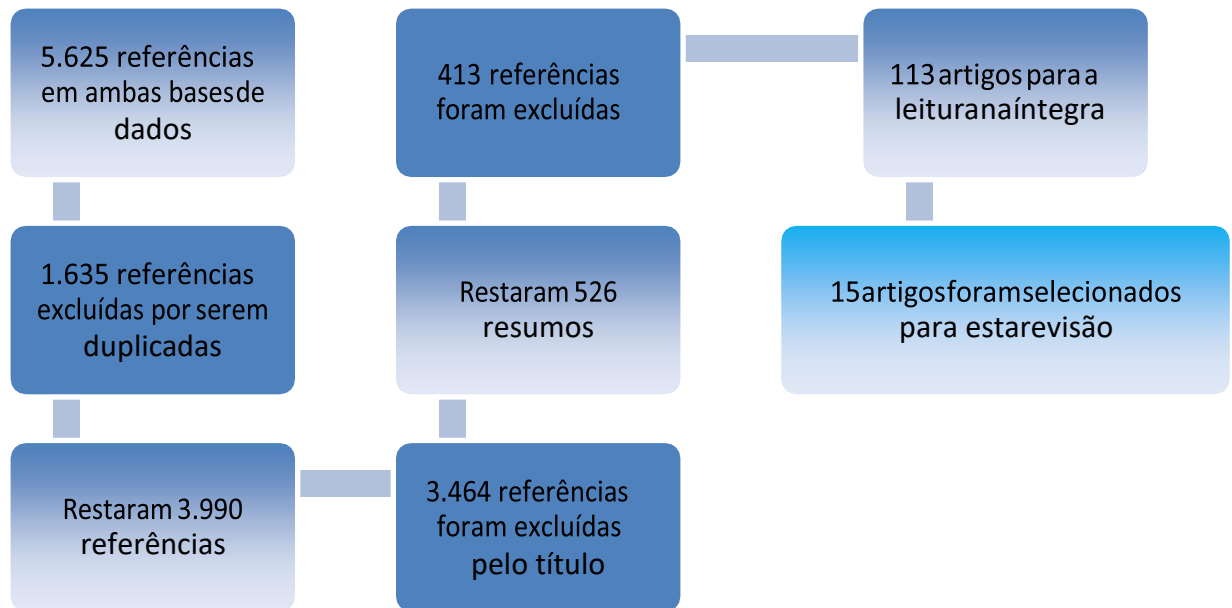 5.625 referências
em ambas bases de
dados
1.635 referências
excluídas por serem
duplicadas
Restaram 3.990
referências
3.464 referências
foram excluídas
pelo título
Restaram 526
resumos
413 referências
foram excluídas
113 artigos para a
leitura na íntegra
15 artigos foram selecionados
para esta revisão